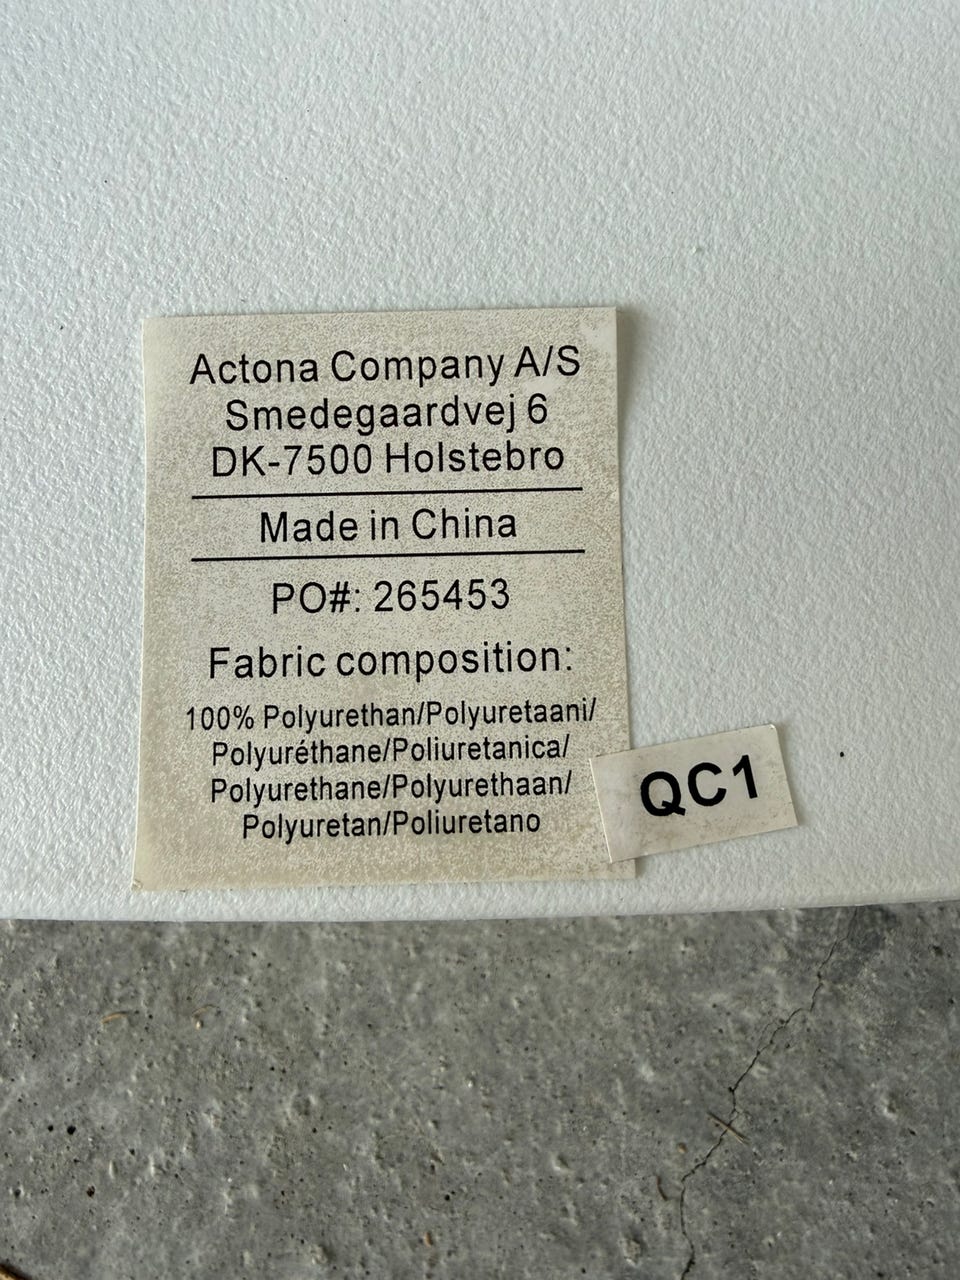 Actona Company A/S
Smedegaardvej 6
DK-7500 Holstebro
Made in China
PO#: 265453
Fabric composition:
100% Polyurethan/Polyuretaani/
Polyuréthane/Poliuretanica/
Polyurethane/Polyurethaan/
Polyuretan/Poliuretano
QC1